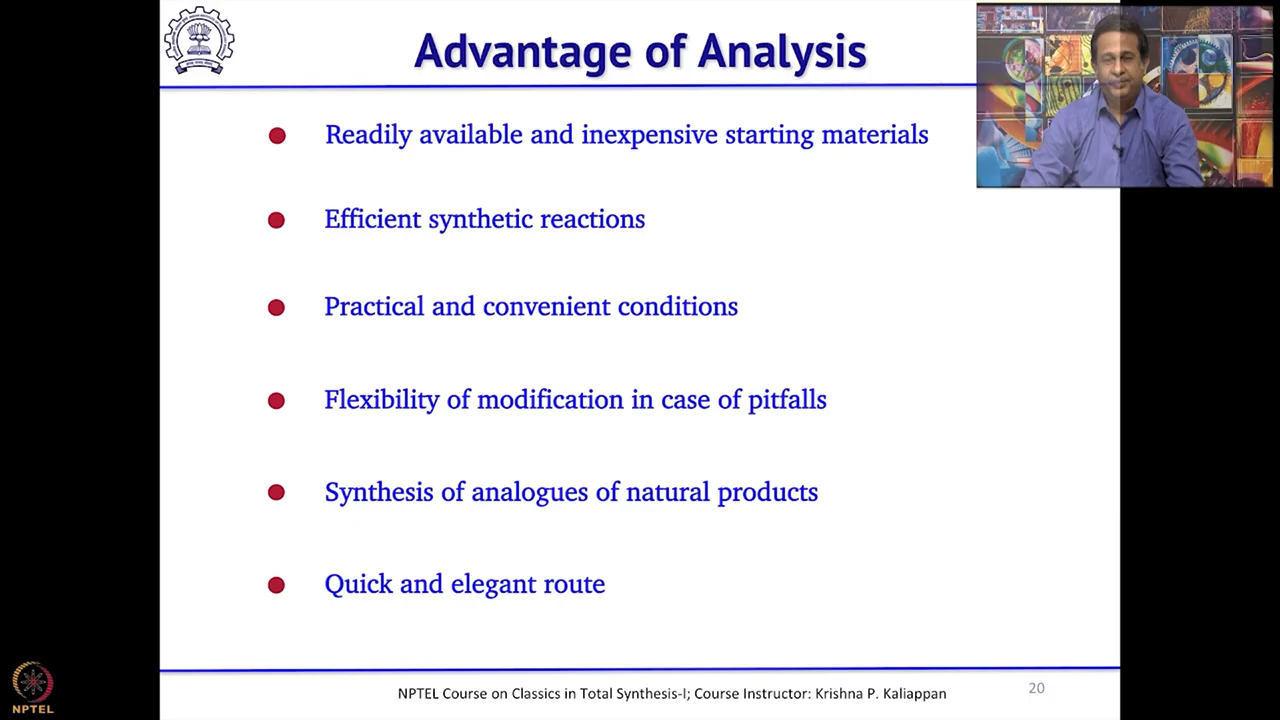 Advantage of Analysis
Readily available and inexpensive starting materials
Efficient synthetic reactions
Practical and convenient conditions
Flexibility of modification in case of pitfalls
Synthesis of analogues of natural products
Quick and elegant route
NPTEL Course on Classics in Total Synthesis-I; Course Instructor: Krishna P. Kaliappan
20
NPTEL